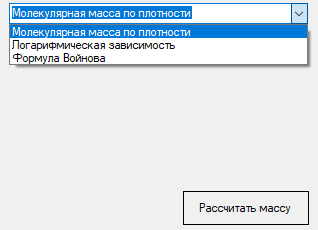 Молекулярная масса по плотности
Молекулярная масса по плотности
Логарифмическая зависимость
Формула Войнова
Рассчитать массу